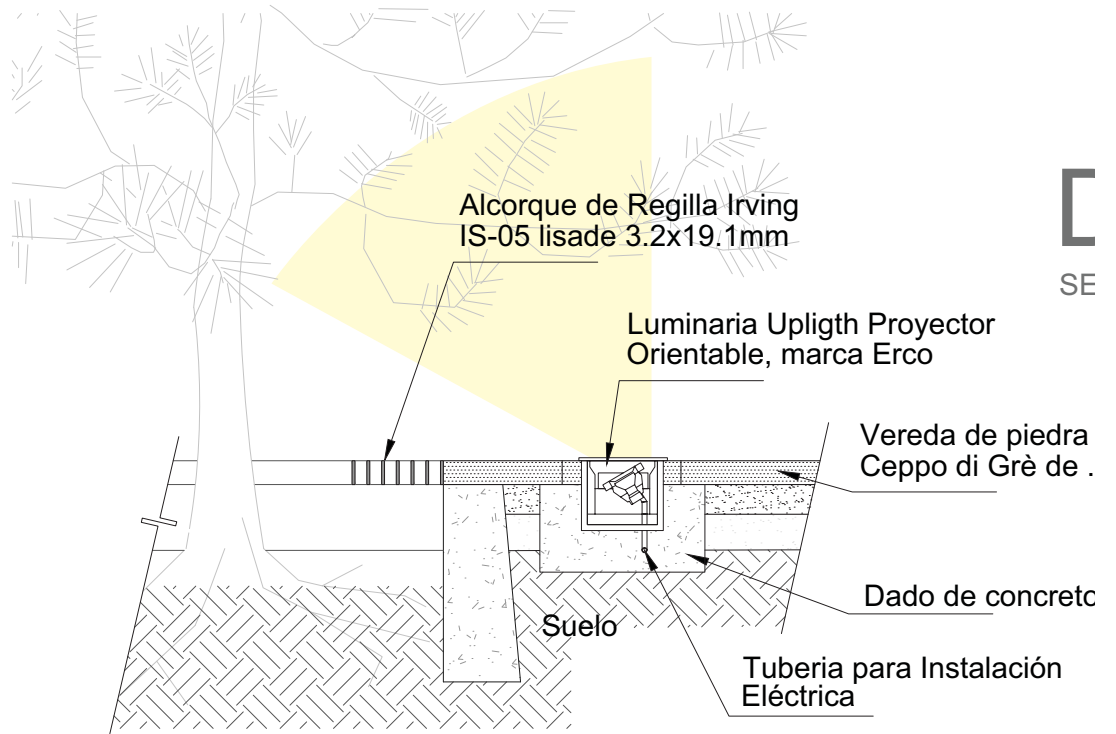 Alcorque de Regilla Irving
IS-05 lisade 3.2x19.1mm
Luminaria Upligth Proyector
Orientable, marca Erco
Vereda de piedra
Ceppo di Grè de .
Dado de concreto
Suelo
Tuberia para Instalación
Eléctrica
D
SE